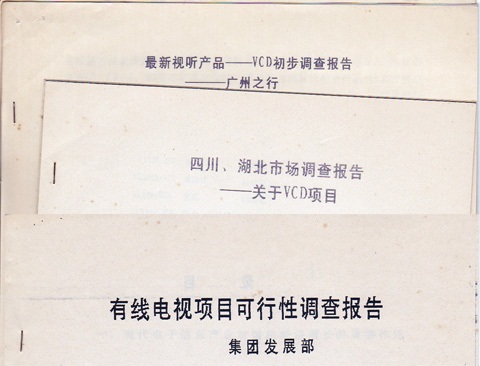 最新视听产品——VCD初步调查报告
——广州之行
四川、湖北市场调查报告
——关于VCD项目
有线电视项目可行性调查报告
集团发展部